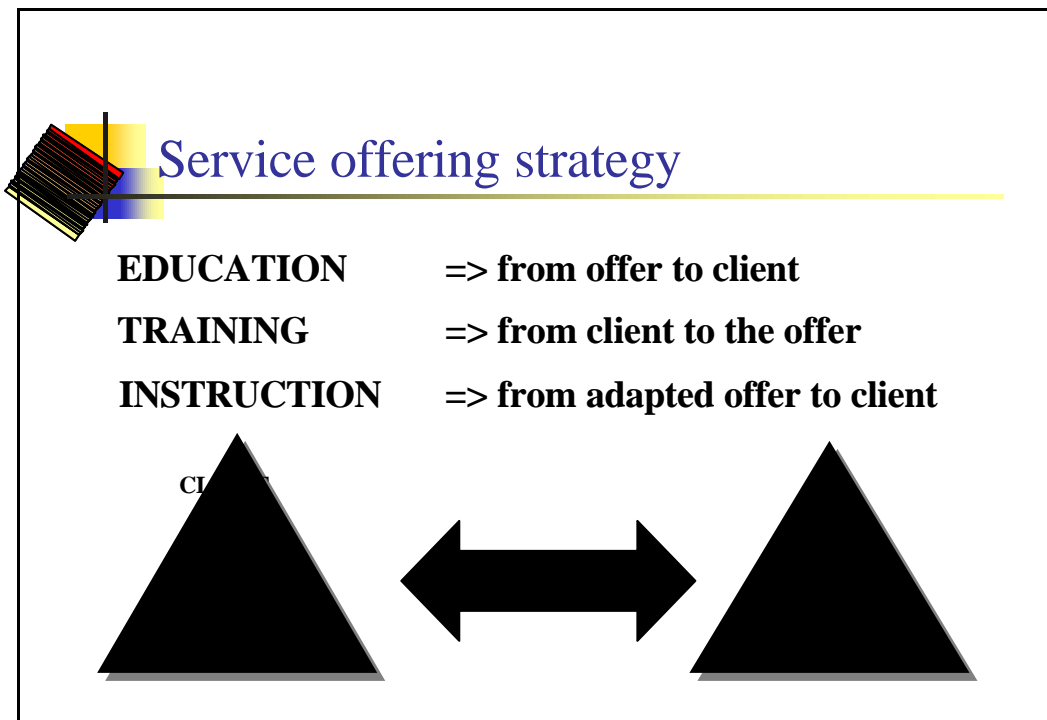 Service offering strategy
EDUCATION => from offer to client
TRAINING => from client to the offer
INSTRUCTION => from adapted offer to client